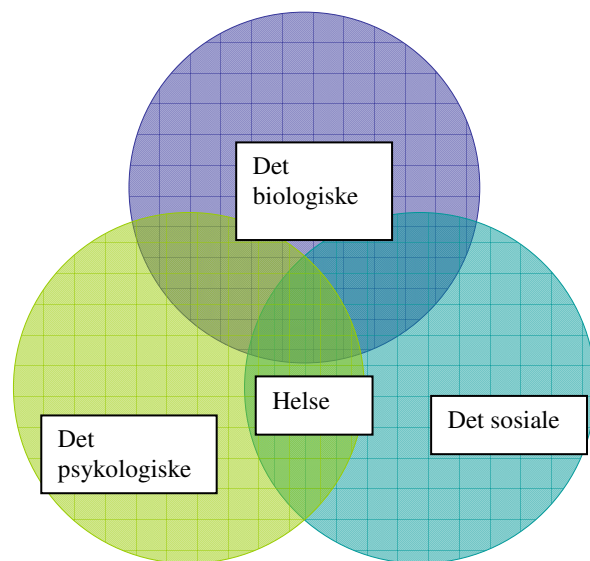 Det
biologiske
Helse
Det sosiale
Det
psykologiske